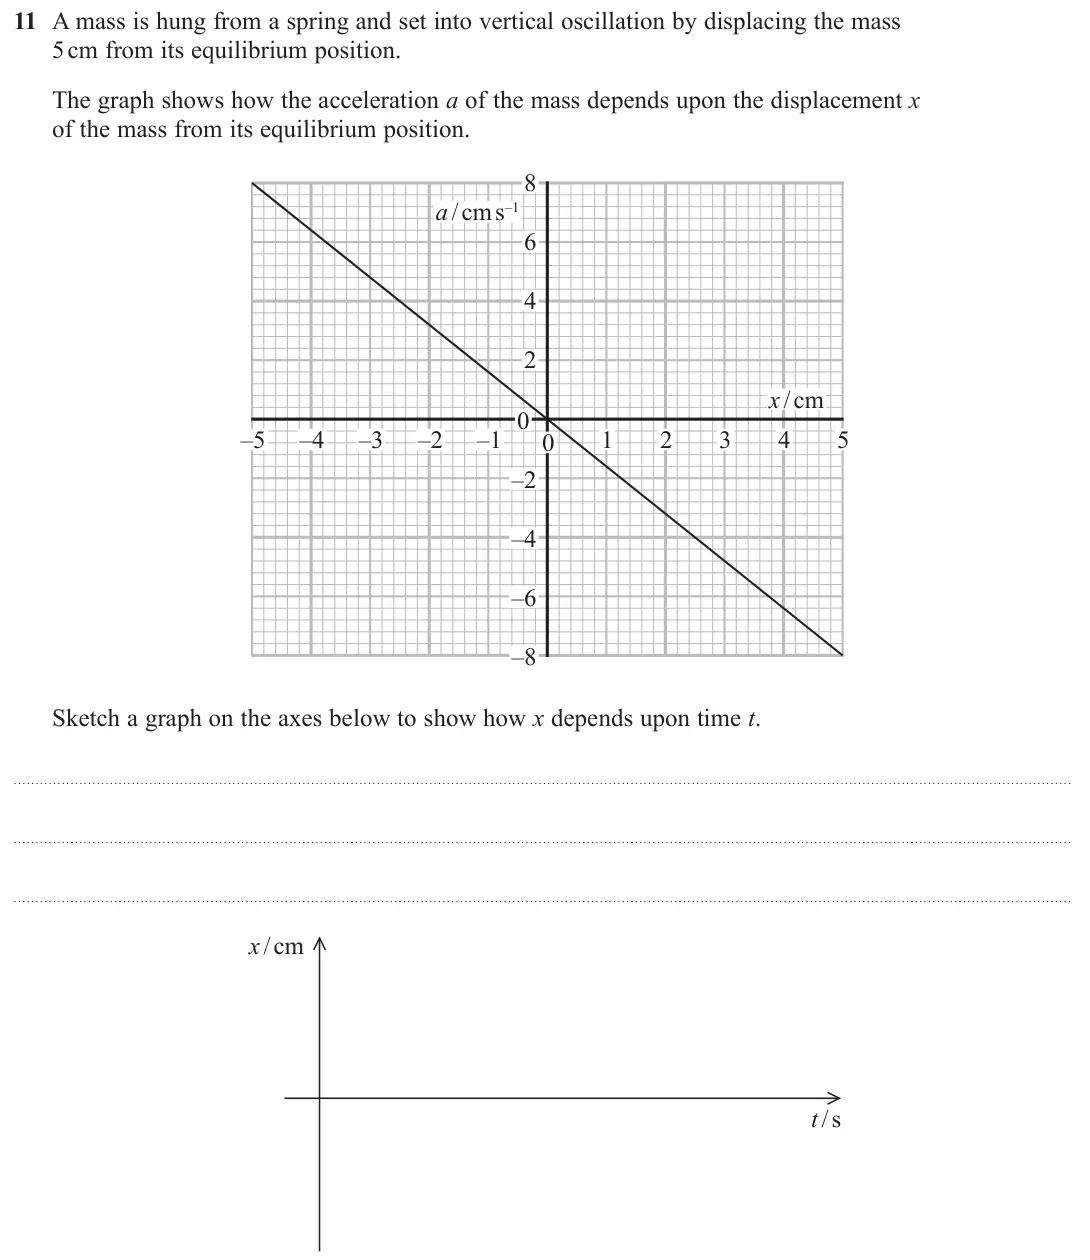 11 A mass is hung from a spring and set into vertical oscillation by displacing the mass
5 cm from its equilibrium position.
The graph shows how the acceleration a of the mass depends upon the displacement x
of the mass from its equilibrium position.
8
a / cm s⁻¹
6
4
2
x / cm
0
–5 –4 –3 –2 –1 0 1 2 3 4 5
–2
–4
–6
–8
Sketch a graph on the axes below to show how x depends upon time t.
x / cm
t / s